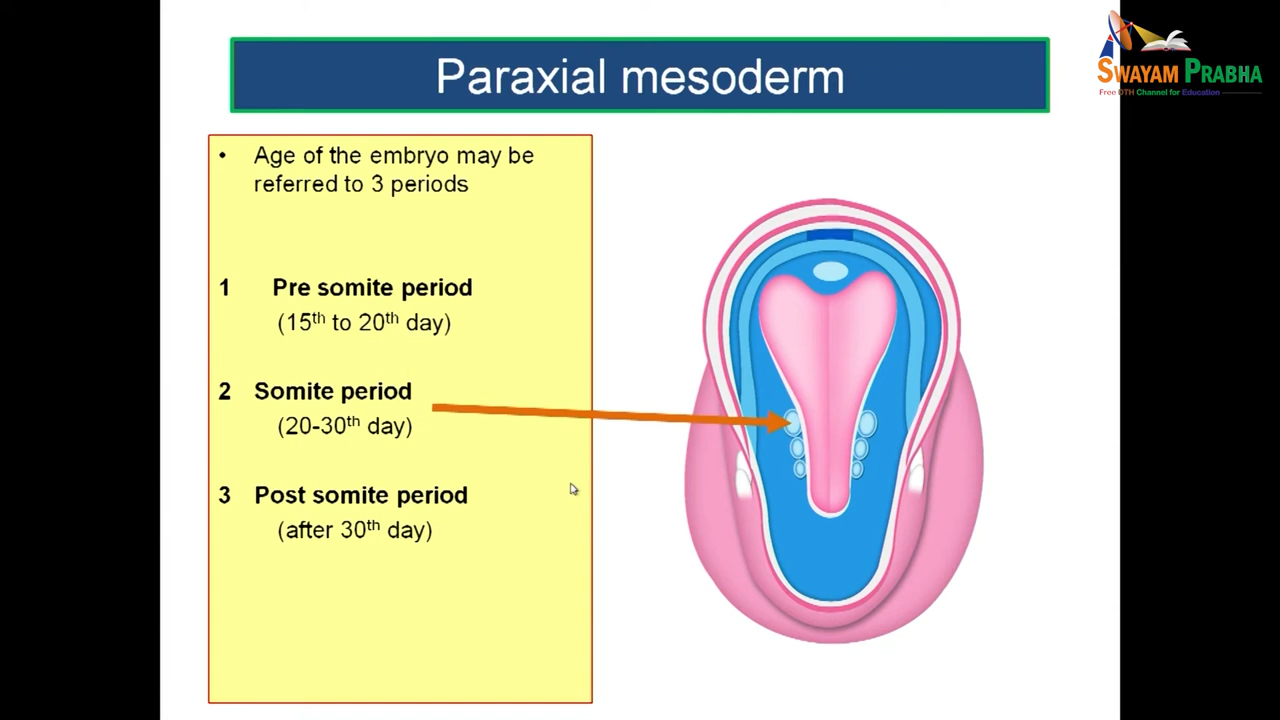 Paraxial mesoderm
SWAYAM PRABHA
Free DTH Channel for Education
• Age of the embryo may be
referred to 3 periods
1 Pre somite period
(15th to 20th day)
2 Somite period
(20-30th day)
3 Post somite period
(after 30th day)